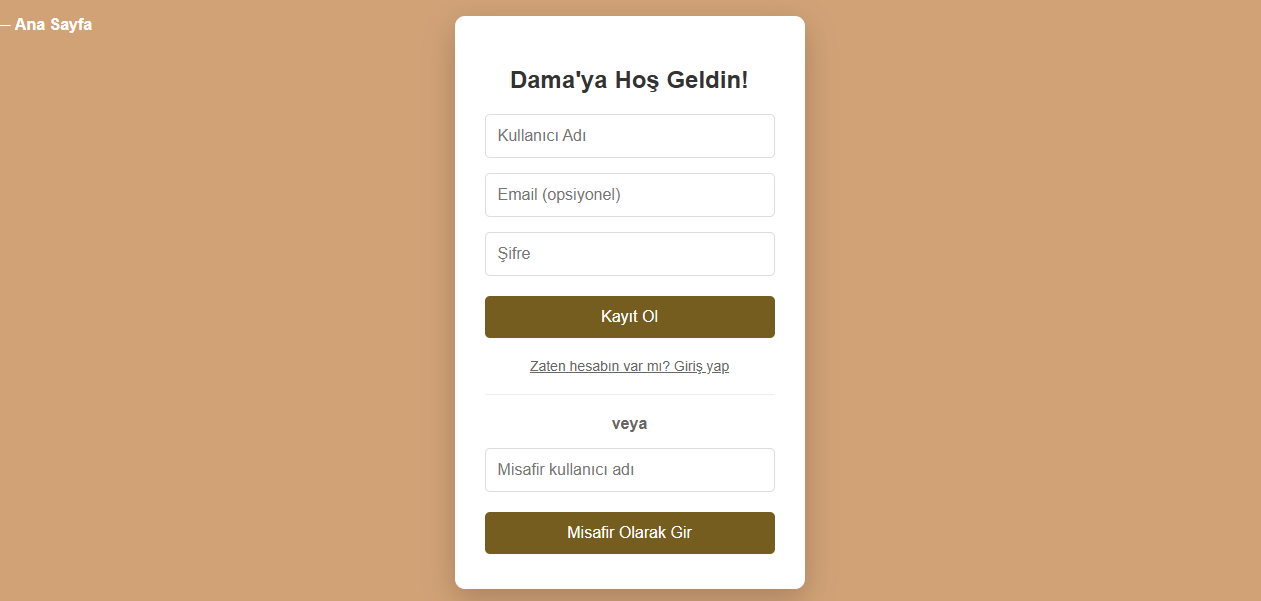 – Ana Sayfa
Dama'ya Hoş Geldin!
Kullanıcı Adı
Email (opsiyonel)
Şifre
Kayıt Ol
Zaten hesabın var mı? Giriş yap
veya
Misafir kullanıcı adı
Misafir Olarak Gir